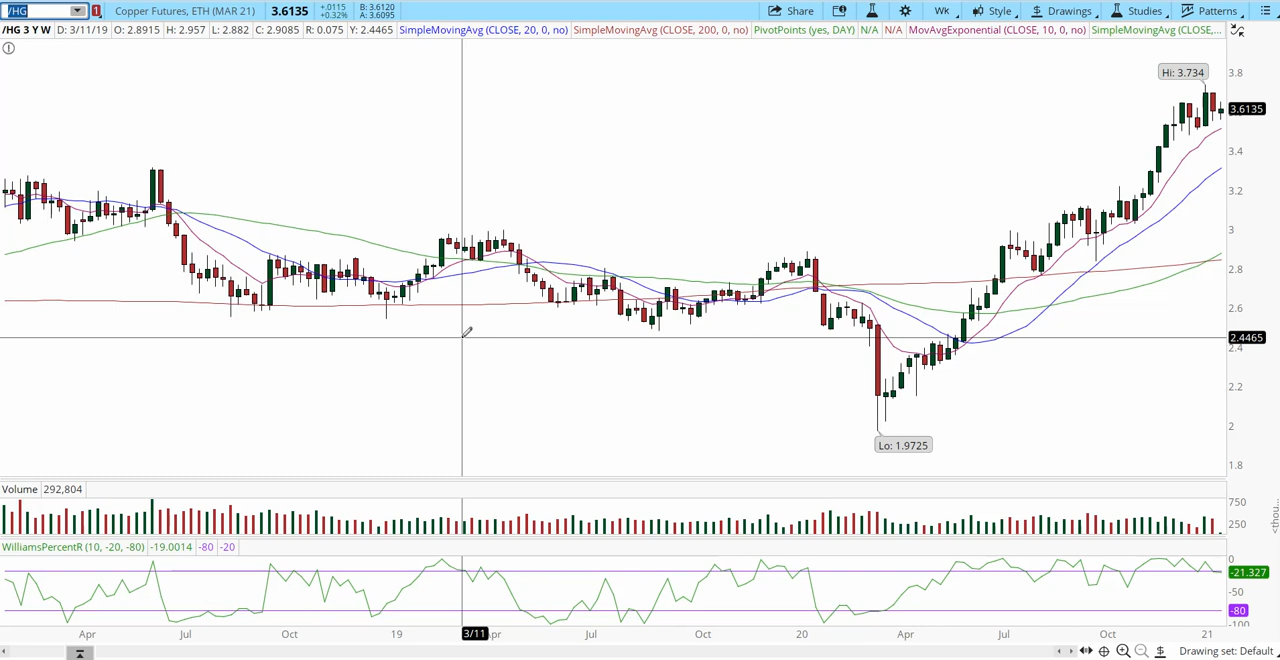 /HG 1 Copper Futures, ETH (MAR 21) 3.6135 +.0115 +0.32% B: 3.6120 A: 3.6095 Share Wk Style Drawings Studies Patterns
/HG 3 Y W D: 3/11/19 O: 2.8915 H: 2.957 L: 2.882 C: 2.9085 R: 0.075 Y: 2.4465 SimpleMovingAvg (CLOSE, 20, 0, no) SimpleMovingAvg (CLOSE, 200, 0, no) PivotPoints (yes, DAY) N/A N/A MovAvgExponential (CLOSE, 10, 0, no) SimpleMovingAvg (CLOSE,...
Hi: 3.734
3.8
3.6135
3.4
3.2
3
2.8
2.6
2.4465
2.4
2.2
2
Lo: 1.9725
1.8
Volume 292,804
750
250
<thou...
WilliamsPercentR (10, -20, -80) -19.0014 -80 -20
0
-21.327
-50
-80
-100
Apr Jul Oct 19 3/11 pr Jul Oct 20 Apr Jul Oct 21
Drawing set: Default